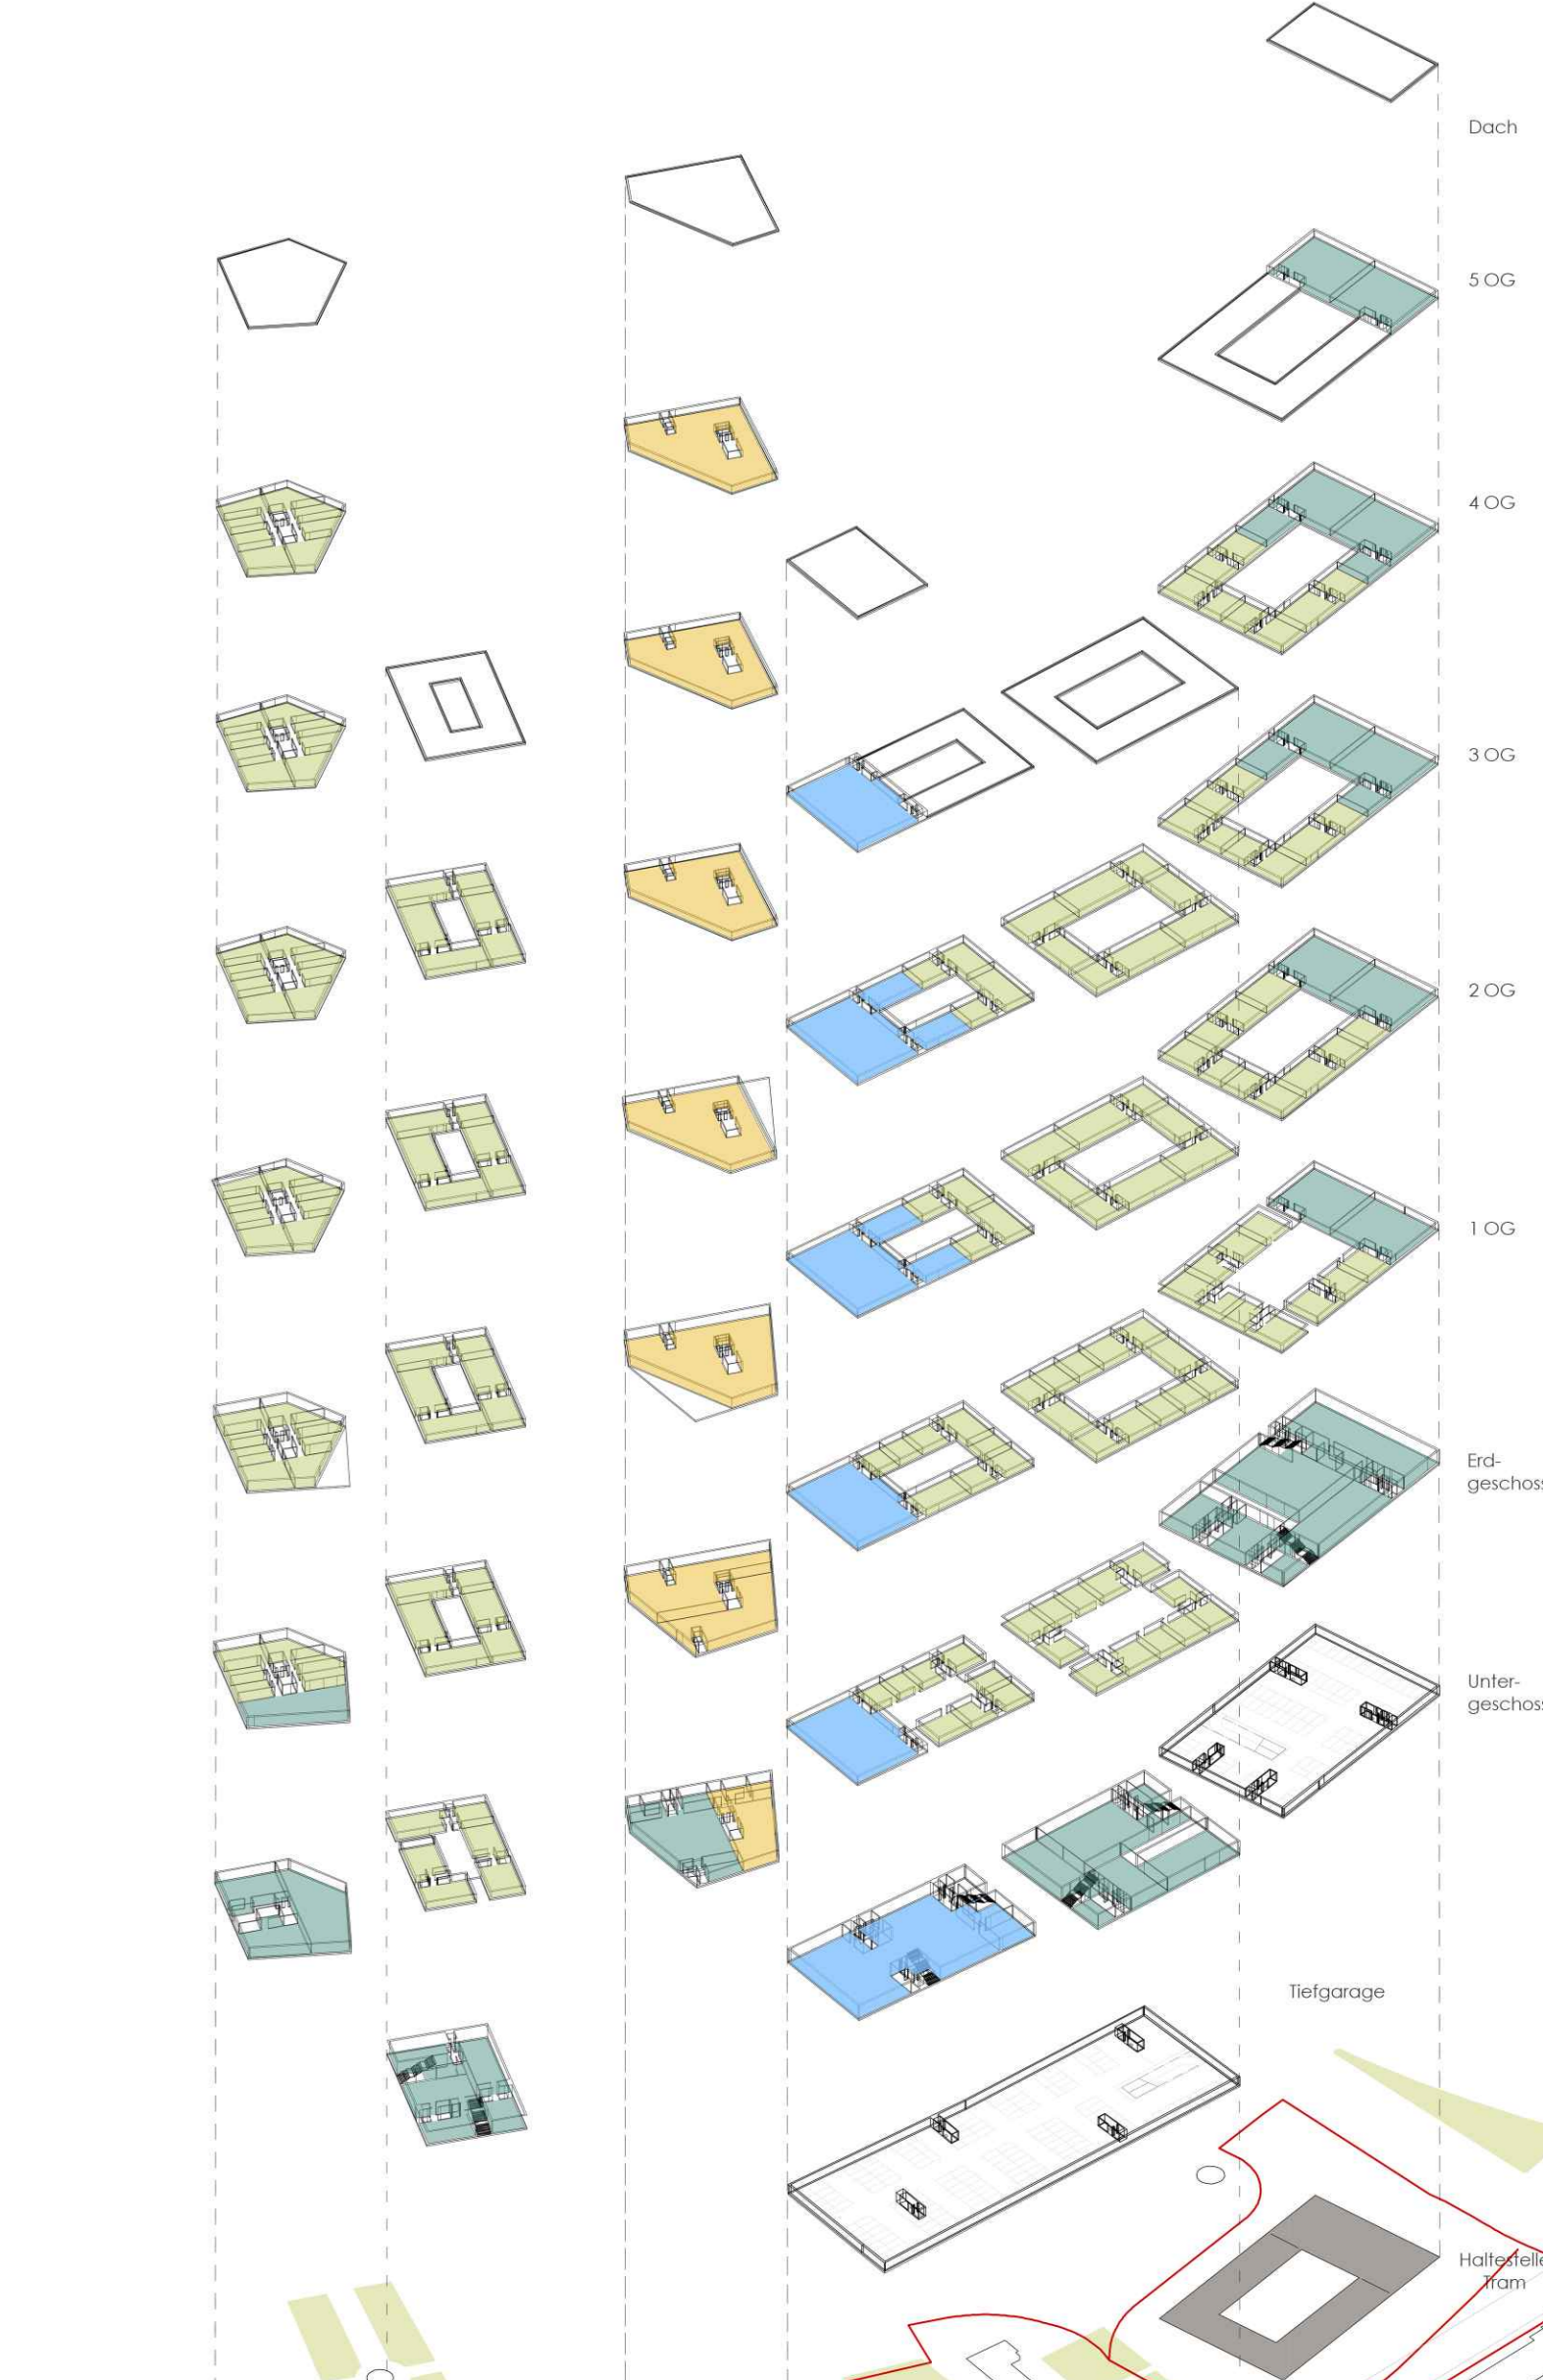 Dach
5 OG
4 OG
3 OG
2 OG
1 OG
Erd-
geschoss
Unter-
geschoss
Tiefgarage
Haltestelle
Tram